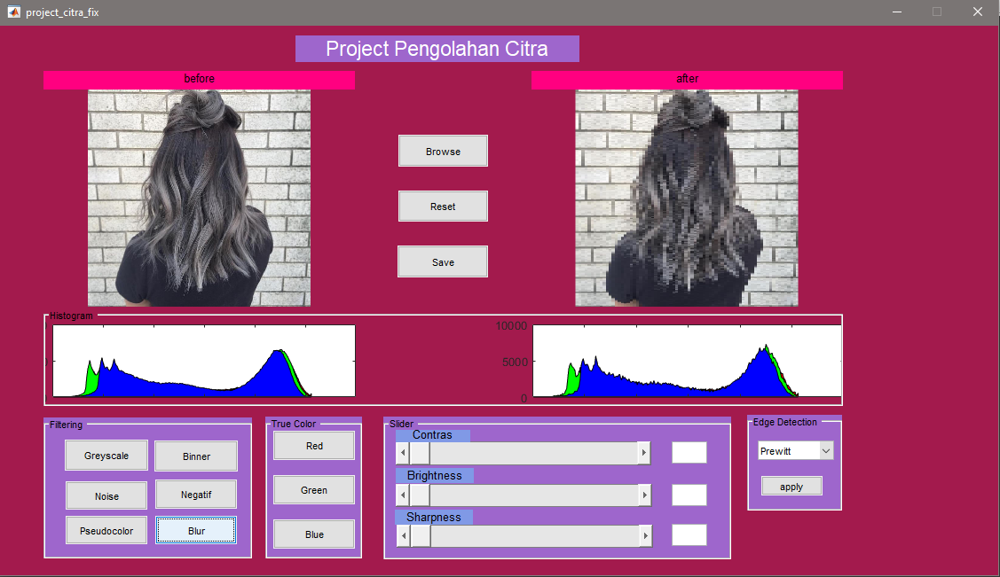 project_citra_fix
Project Pengolahan Citra
before
after
Browse
Reset
Save
Histogram
10000
5000
0
Filtering
Greyscale
Binner
Noise
Negatif
Pseudocolor
Blur
True Color
Red
Green
Blue
Slider
Contras
Brightness
Sharpness
Edge Detection
Prewitt
apply